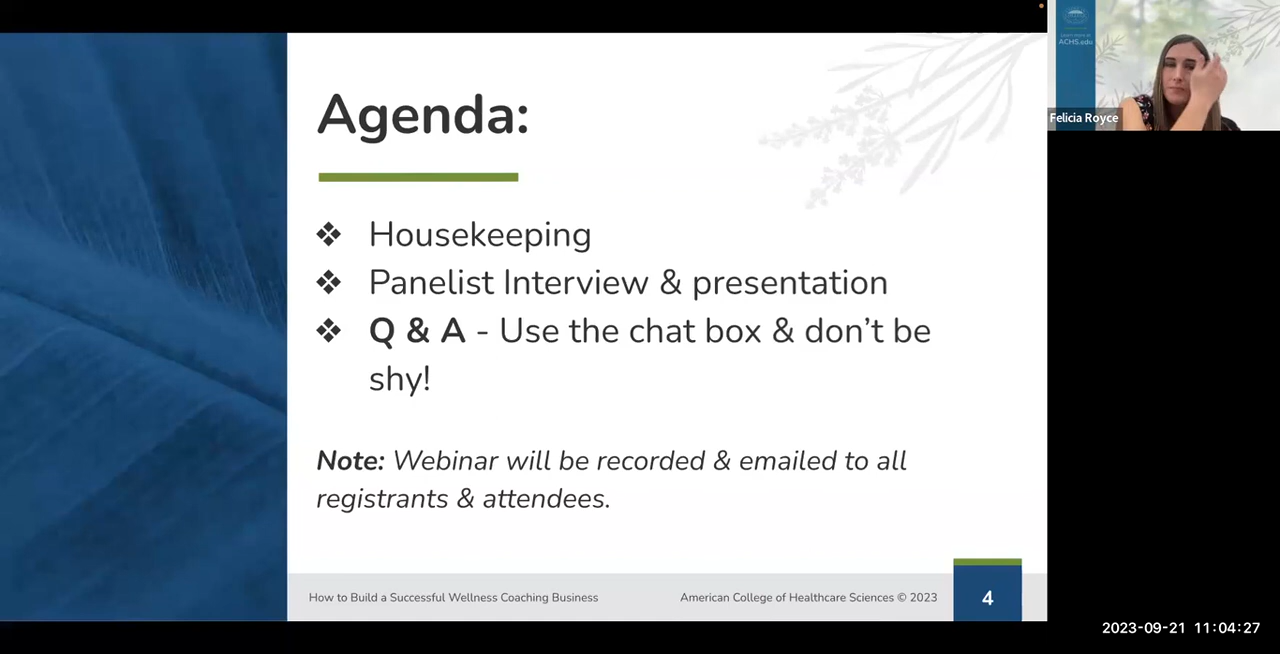 Agenda:
❖ Housekeeping
❖ Panelist Interview & presentation
❖ Q & A - Use the chat box & don’t be
shy!
Note: Webinar will be recorded & emailed to all
registrants & attendees.
How to Build a Successful Wellness Coaching Business
American College of Healthcare Sciences © 2023
4
ACHS.edu
Felicia Royce
2023-09-21 11:04:27